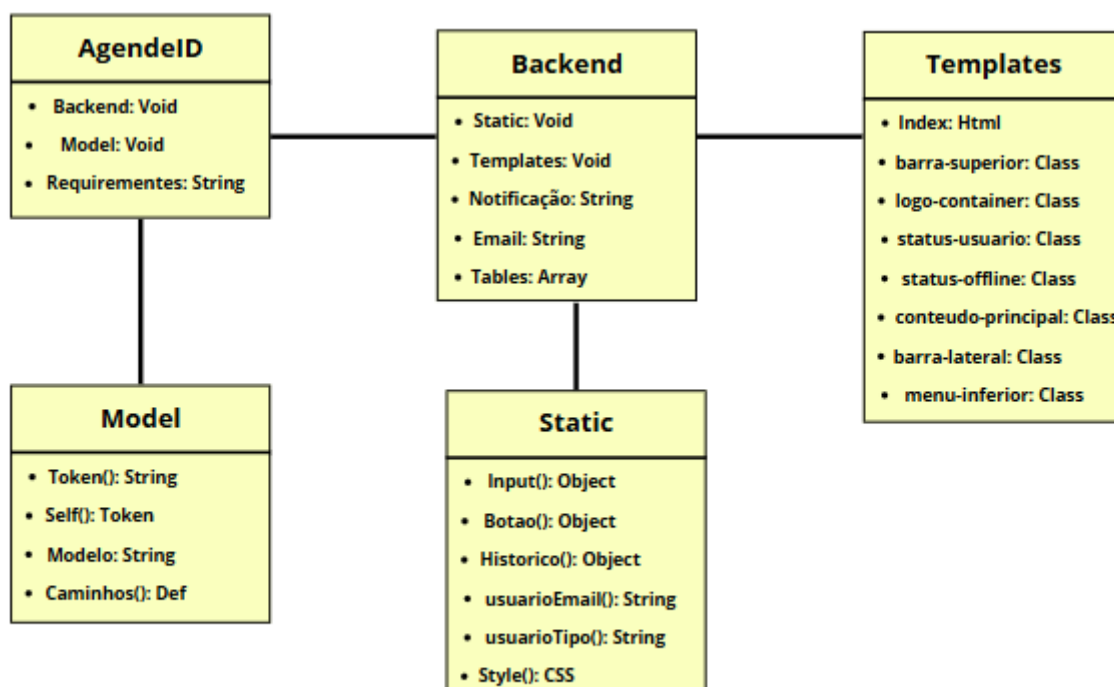 AgendeID
• Backend: Void
• Model: Void
• Requirementes: String
Backend
• Static: Void
• Templates: Void
• Notificação: String
• Email: String
• Tables: Array
Templates
• Index: Html
• barra-superior: Class
• logo-container: Class
• status-usuario: Class
• status-offline: Class
• conteudo-principal: Class
• barra-lateral: Class
• menu-inferior: Class
Model
• Token(): String
• Self(): Token
• Modelo: String
• Caminhos(): Def
Static
• Input(): Object
• Botao(): Object
• Historico(): Object
• usuarioEmail(): String
• usuarioTipo(): String
• Style(): CSS